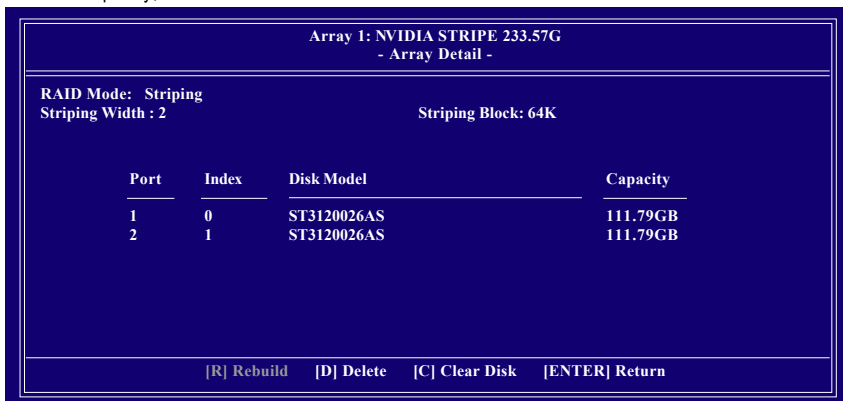 Array 1: NVIDIA STRIPE 233.57G
- Array Detail -
RAID Mode: Striping
Striping Width : 2 Striping Block: 64K
Port Index Disk Model Capacity
1 0 ST3120026AS 111.79GB
2 1 ST3120026AS 111.79GB
[R] Rebuild [D] Delete [C] Clear Disk [ENTER] Return